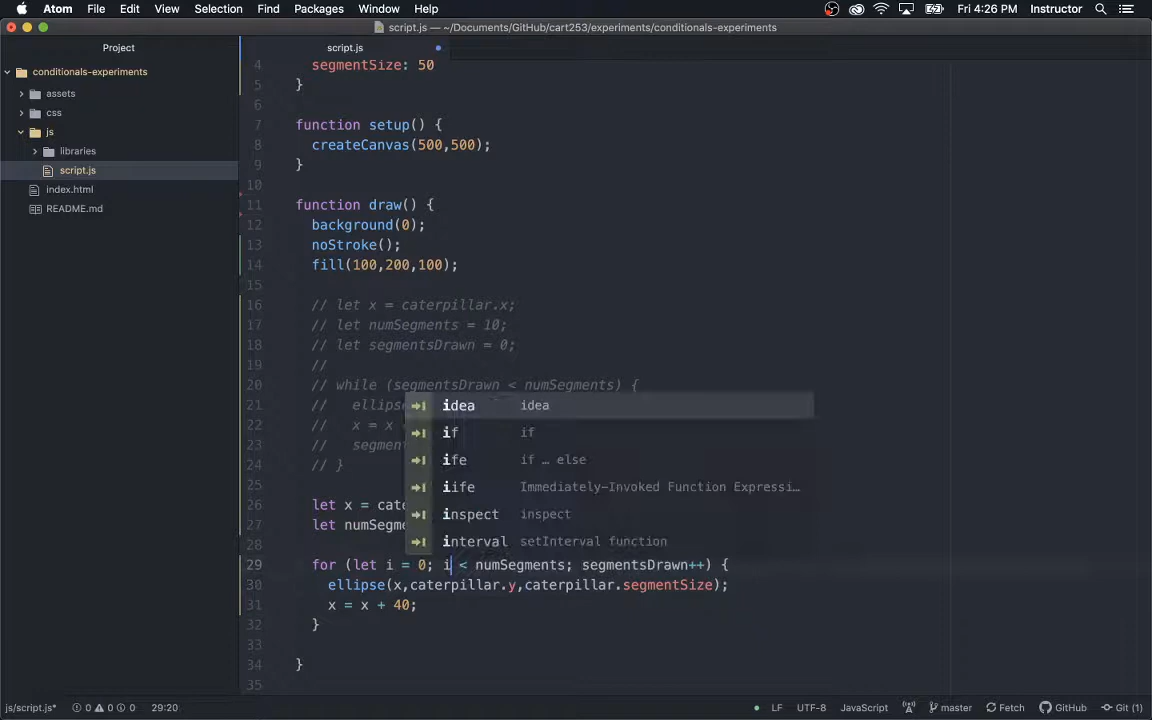 Atom File Edit View Selection Find Packages Window Help Fri 4:26 PM Instructor
script.js — ~/Documents/GitHub/cart253/experiments/conditionals-experiments
Project
script.js
conditionals-experiments
assets
css
js
libraries
script.js
index.html
README.md
4 segmentSize: 50
5 }
6
7 function setup() {
8 createCanvas(500,500);
9 }
10
11 function draw() {
12 background(0);
13 noStroke();
14 fill(100,200,100);
15
16 // let x = caterpillar.x;
17 // let numSegments = 10;
18 // let segmentsDrawn = 0;
19 //
20 // while (segmentsDrawn < numSegments) {
21 // ellips
22 // x = x
23 // segment
24 // }
25
26 let x = cate
27 let numSegme
28
idea idea
if if
ife if … else
iife Immediately-Invoked Function Expressi…
inspect inspect
interval setInterval function
29 for (let i = 0; i < numSegments; segmentsDrawn++) {
30 ellipse(x,caterpillar.y,caterpillar.segmentSize);
31 x = x + 40;
32 }
33
34 }
35
js/script.js* 0 0 0 29:20 LF UTF-8 JavaScript master Fetch GitHub Git (1)